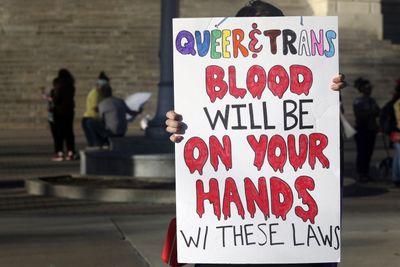 QUEER & TRANS
BLOOD
WILL BE
ON YOUR
HANDS
W/ THESE LAWS